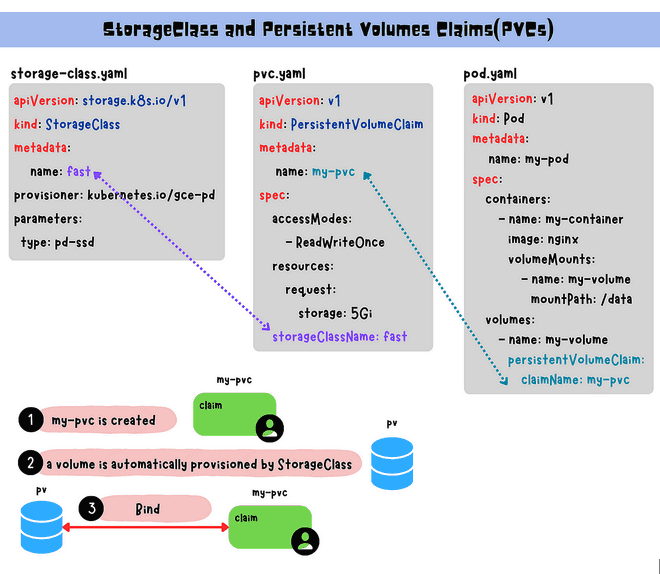 StorageClass and Persistent Volumes Claims(PVCs)
storage-class.yaml
apiVersion: storage.k8s.io/v1
kind: StorageClass
metadata:
name: fast
provisioner: kubernetes.io/gce-pd
parameters:
type: pd-ssd
pvc.yaml
apiVersion: v1
kind: PersistentVolumeClaim
metadata:
name: my-pvc
spec:
accessModes:
- ReadWriteOnce
resources:
request:
storage: 5Gi
storageClassName: fast
pod.yaml
apiVersion: v1
kind: Pod
metadata:
name: my-pod
spec:
containers:
- name: my-container
image: nginx
volumeMounts:
- name: my-volume
mountPath: /data
volumes:
- name: my-volume
persistentVolumeClaim:
claimName: my-pvc
1 my-pvc is created
my-pvc
claim
2 a volume is automatically provisioned by StorageClass
pv
pv
3 Bind
my-pvc
claim